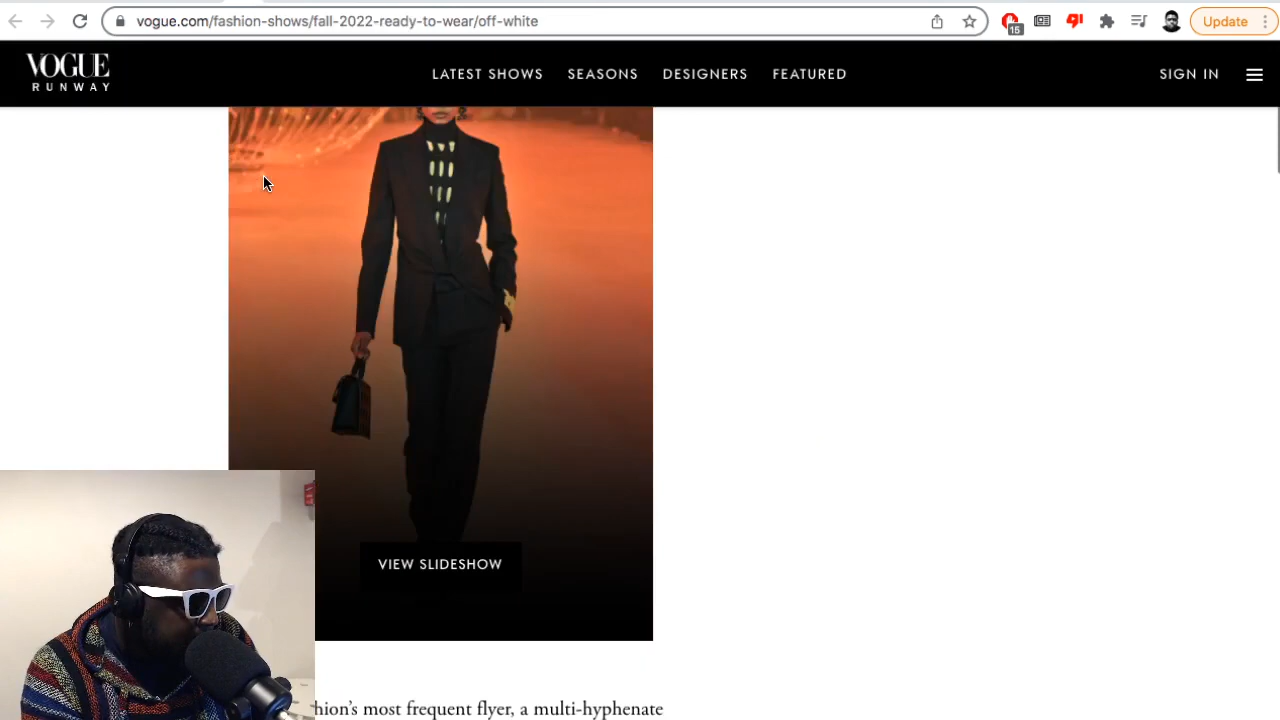 vogue.com/fashion-shows/fall-2022-ready-to-wear/off-white
15
Update
VOGUE
RUNWAY
LATEST SHOWS
SEASONS
DESIGNERS
FEATURED
SIGN IN
VIEW SLIDESHOW
hion's most frequent flyer, a multi-hyphenate